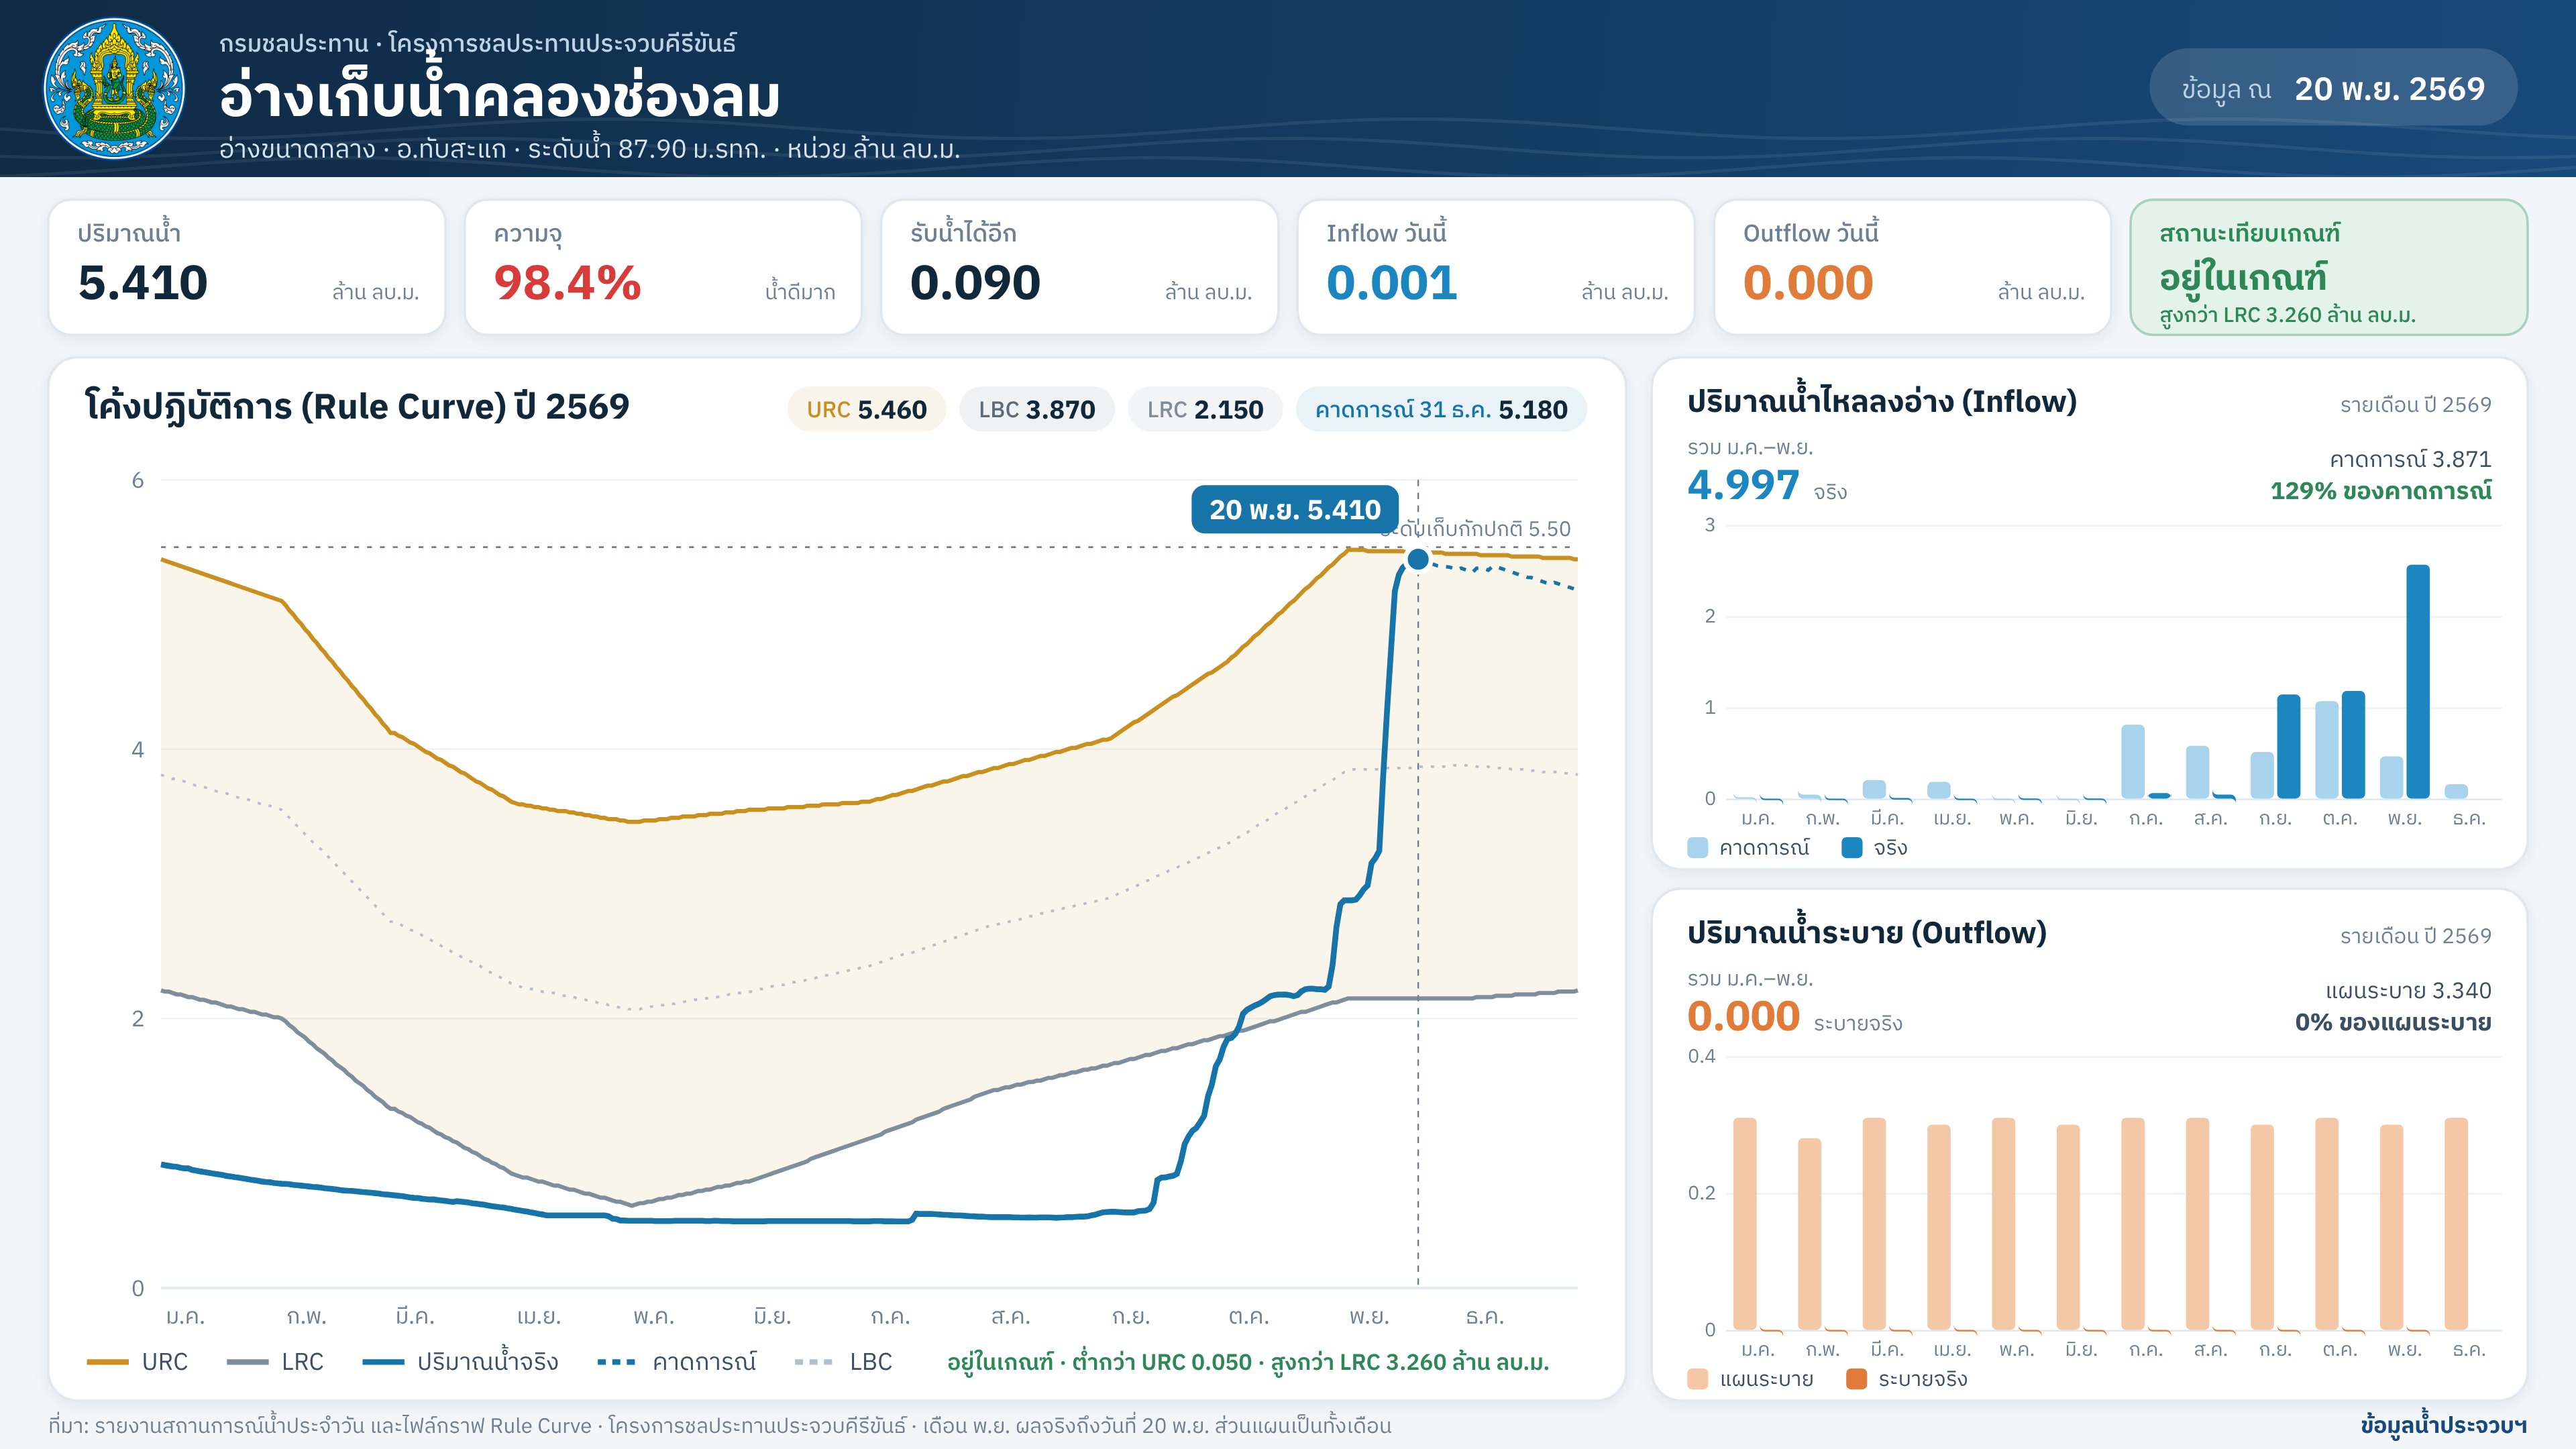 กรมชลประทาน · โครงการชลประทานประจวบคีรีขันธ์
อ่างเก็บน้ำคลองช่องลม
อ่างขนาดกลาง · อ.ทับสะแก · ระดับน้ำ 87.90 ม.รทก. · หน่วย ล้าน ลบ.ม.
ข้อมูล ณ 20 พ.ย. 2569
ปริมาณน้ำ
5.410 ล้าน ลบ.ม.
ความจุ
98.4% น้ำดีมาก
รับน้ำได้อีก
0.090 ล้าน ลบ.ม.
Inflow วันนี้
0.001 ล้าน ลบ.ม.
Outflow วันนี้
0.000 ล้าน ลบ.ม.
สถานะเทียบเกณฑ์
อยู่ในเกณฑ์
สูงกว่า LRC 3.260 ล้าน ลบ.ม.
โค้งปฏิบัติการ (Rule Curve) ปี 2569
URC 5.460
LBC 3.870
LRC 2.150
คาดการณ์ 31 ธ.ค. 5.180
6
20 พ.ย. 5.410
ระดับเก็บกักปกติ 5.50
4
2
0
ม.ค. ก.พ. มี.ค. เม.ย. พ.ค. มิ.ย. ก.ค. ส.ค. ก.ย. ต.ค. พ.ย. ธ.ค.
URC LRC ปริมาณน้ำจริง คาดการณ์ LBC อยู่ในเกณฑ์ · ต่ำกว่า URC 0.050 · สูงกว่า LRC 3.260 ล้าน ลบ.ม.
ปริมาณน้ำไหลลงอ่าง (Inflow) รายเดือน ปี 2569
รวม ม.ค.–พ.ย.
4.997 จริง
คาดการณ์ 3.871
129% ของคาดการณ์
3
2
1
0
ม.ค. ก.พ. มี.ค. เม.ย. พ.ค. มิ.ย. ก.ค. ส.ค. ก.ย. ต.ค. พ.ย. ธ.ค.
คาดการณ์ จริง
ปริมาณน้ำระบาย (Outflow) รายเดือน ปี 2569
รวม ม.ค.–พ.ย.
0.000 ระบายจริง
แผนระบาย 3.340
0% ของแผนระบาย
0.4
0.2
0
ม.ค. ก.พ. มี.ค. เม.ย. พ.ค. มิ.ย. ก.ค. ส.ค. ก.ย. ต.ค. พ.ย. ธ.ค.
แผนระบาย ระบายจริง
ที่มา: รายงานสถานการณ์น้ำประจำวัน และไฟล์กราฟ Rule Curve · โครงการชลประทานประจวบคีรีขันธ์ · เดือน พ.ย. ผลจริงถึงวันที่ 20 พ.ย. ส่วนแผนเป็นทั้งเดือน
ข้อมูลน้ำประจวบฯ